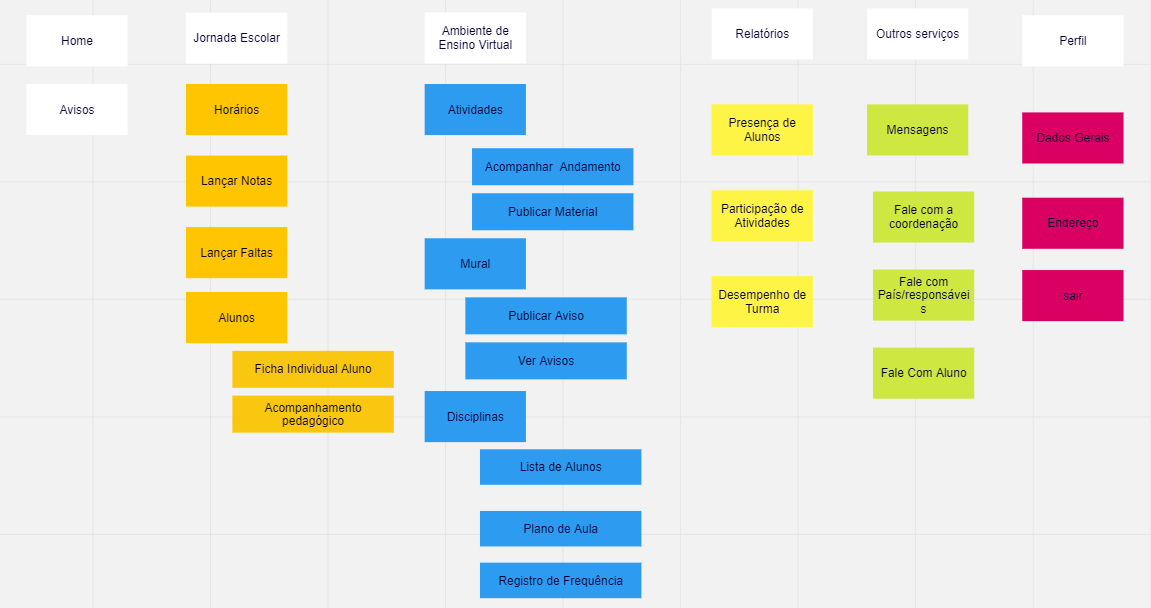 Home
Avisos
Jornada Escolar
Horários
Lançar Notas
Lançar Faltas
Alunos
Ficha Individual Aluno
Acompanhamento
pedagógico
Ambiente de
Ensino Virtual
Atividades
Acompanhar Andamento
Publicar Material
Mural
Publicar Aviso
Ver Avisos
Disciplinas
Lista de Alunos
Plano de Aula
Registro de Frequência
Relatórios
Presença de
Alunos
Participação de
Atividades
Desempenho de
Turma
Outros serviços
Mensagens
Fale com a
coordenação
Fale com
País/responsávei
s
Fale Com Aluno
Perfil
Dados Gerais
Endereço
sair